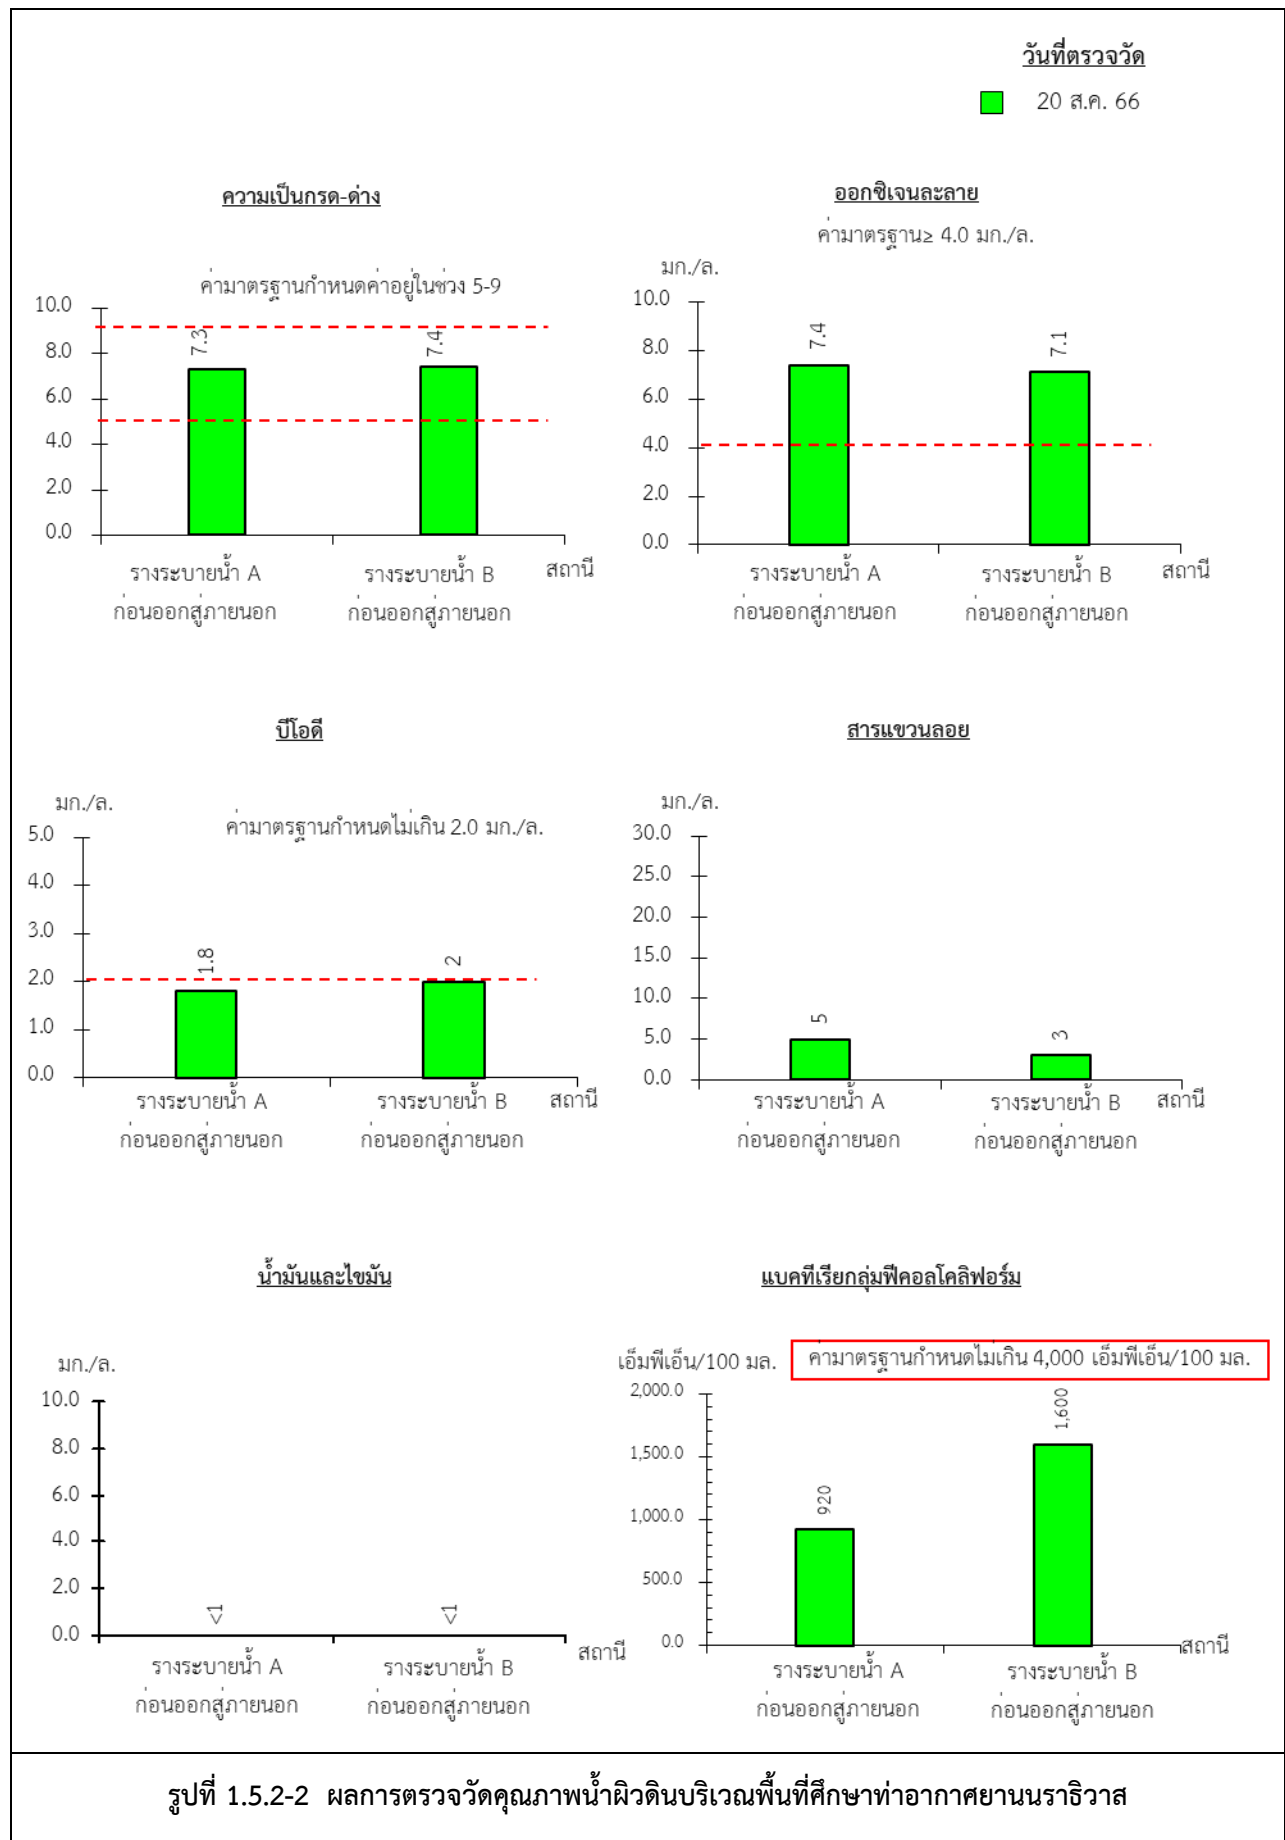 วันที่ตรวจวัด
20 ส.ค. 66
ความเป็นกรด-ด่าง
ค่ามาตรฐานกำหนดค่าอยู่ในช่วง 5-9
10.0
8.0
6.0
4.0
2.0
0.0
7.3
7.4
รางระบายน้ำ A
ก่อนออกสู่ภายนอก
รางระบายน้ำ B
ก่อนออกสู่ภายนอก
สถานี
ออกซิเจนละลาย
ค่ามาตรฐาน≥ 4.0 มก./ล.
มก./ล.
10.0
8.0
6.0
4.0
2.0
0.0
7.4
7.1
รางระบายน้ำ A
ก่อนออกสู่ภายนอก
รางระบายน้ำ B
ก่อนออกสู่ภายนอก
สถานี
บีโอดี
มก./ล.
ค่ามาตรฐานกำหนดไม่เกิน 2.0 มก./ล.
5.0
4.0
3.0
2.0
1.0
0.0
1.8
2
รางระบายน้ำ A
ก่อนออกสู่ภายนอก
รางระบายน้ำ B
ก่อนออกสู่ภายนอก
สถานี
สารแขวนลอย
มก./ล.
30.0
25.0
20.0
15.0
10.0
5.0
0.0
5
3
รางระบายน้ำ A
ก่อนออกสู่ภายนอก
รางระบายน้ำ B
ก่อนออกสู่ภายนอก
สถานี
น้ำมันและไขมัน
มก./ล.
10.0
8.0
6.0
4.0
2.0
0.0
<1
<1
รางระบายน้ำ A
ก่อนออกสู่ภายนอก
รางระบายน้ำ B
ก่อนออกสู่ภายนอก
สถานี
แบคทีเรียกลุ่มฟีคอลโคลิฟอร์ม
เอ็มพีเอ็น/100 มล.
ค่ามาตรฐานกำหนดไม่เกิน 4,000 เอ็มพีเอ็น/100 มล.
2,000.0
1,500.0
1,000.0
500.0
0.0
920
1,600
รางระบายน้ำ A
ก่อนออกสู่ภายนอก
รางระบายน้ำ B
ก่อนออกสู่ภายนอก
สถานี
รูปที่ 1.5.2-2 ผลการตรวจวัดคุณภาพน้ำผิวดินบริเวณพื้นที่ศึกษาท่าอากาศยานนราธิวาส